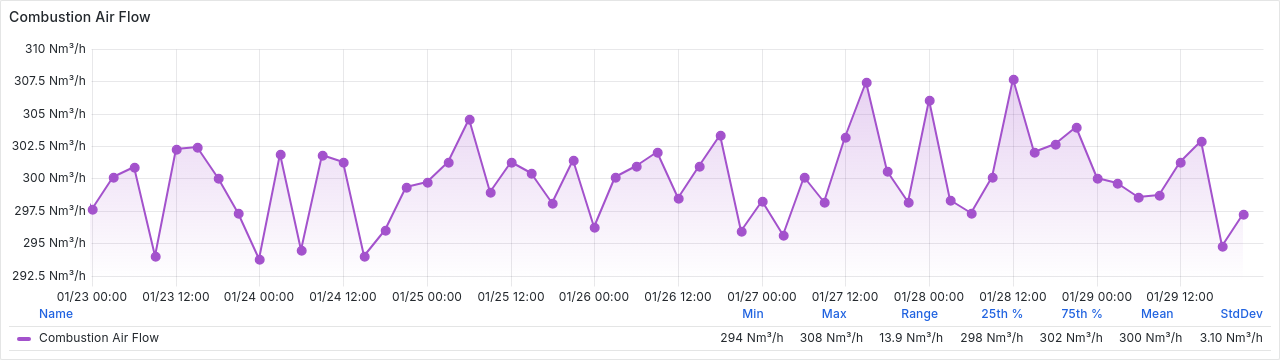 Combustion Air Flow
310 Nm³/h
307.5 Nm³/h
305 Nm³/h
302.5 Nm³/h
300 Nm³/h
297.5 Nm³/h
295 Nm³/h
292.5 Nm³/h
01/23 00:00 01/23 12:00 01/24 00:00 01/24 12:00 01/25 00:00 01/25 12:00 01/26 00:00 01/26 12:00 01/27 00:00 01/27 12:00 01/28 00:00 01/28 12:00 01/29 00:00 01/29 12:00
Name Min Max Range 25th % 75th % Mean StdDev
Combustion Air Flow 294 Nm³/h 308 Nm³/h 13.9 Nm³/h 298 Nm³/h 302 Nm³/h 300 Nm³/h 3.10 Nm³/h